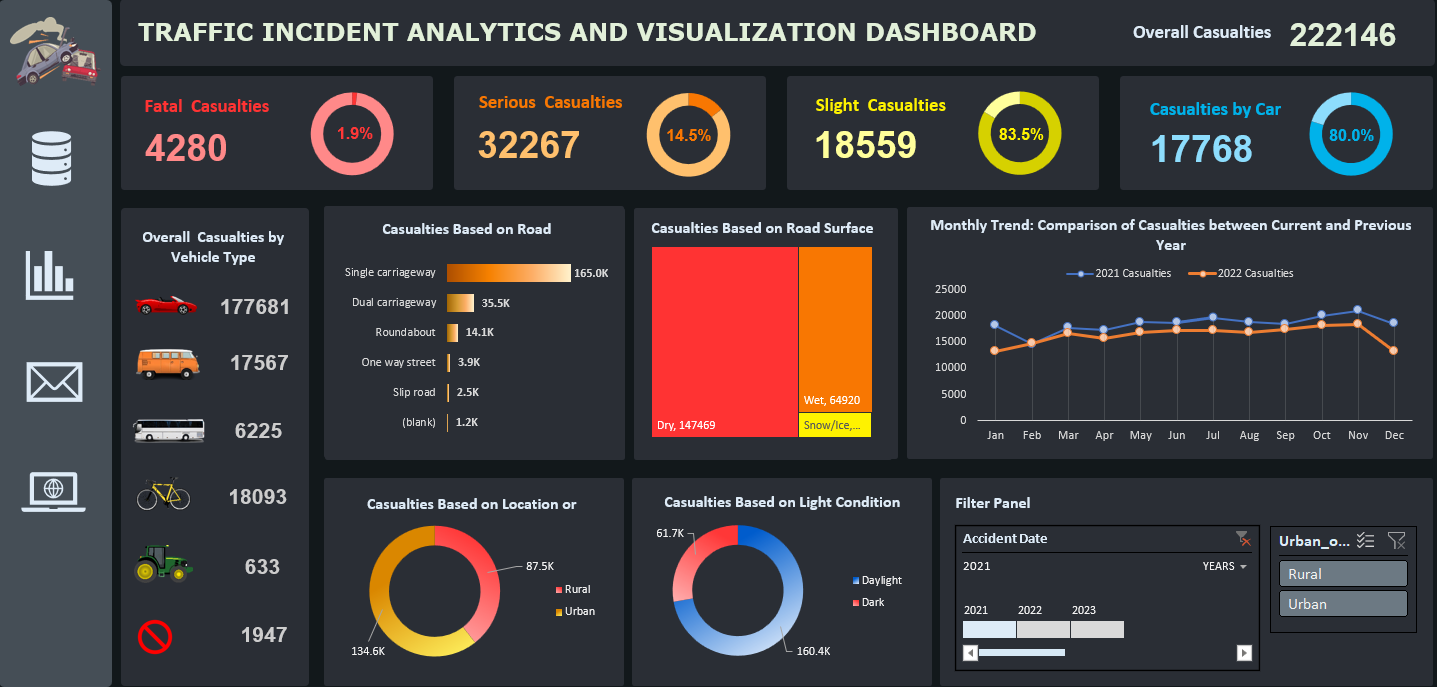 TRAFFIC INCIDENT ANALYTICS AND VISUALIZATION DASHBOARD
Overall Casualties
222146
Fatal Casualties
4280
1.9%
Serious Casualties
32267
14.5%
Slight Casualties
18559
83.5%
Casualties by Car
17768
80.0%
Overall Casualties by
Vehicle Type
177681
17567
6225
18093
633
1947
Casualties Based on Road
Single carriageway
165.0K
Dual carriageway
35.5K
Roundabout
14.1K
One way street
3.9K
Slip road
2.5K
(blank)
1.2K
Casualties Based on Road Surface
Dry, 147469
Wet, 64920
Snow/Ice,...
Monthly Trend: Comparison of Casualties between Current and Previous
Year
2021 Casualties
2022 Casualties
25000
20000
15000
10000
5000
0
Jan Feb Mar Apr May Jun Jul Aug Sep Oct Nov Dec
Casualties Based on Location or
87.5K
134.6K
Rural
Urban
Casualties Based on Light Condition
61.7K
160.4K
Daylight
Dark
Filter Panel
Accident Date
2021
YEARS
2021 2022 2023
Urban_o...
Rural
Urban